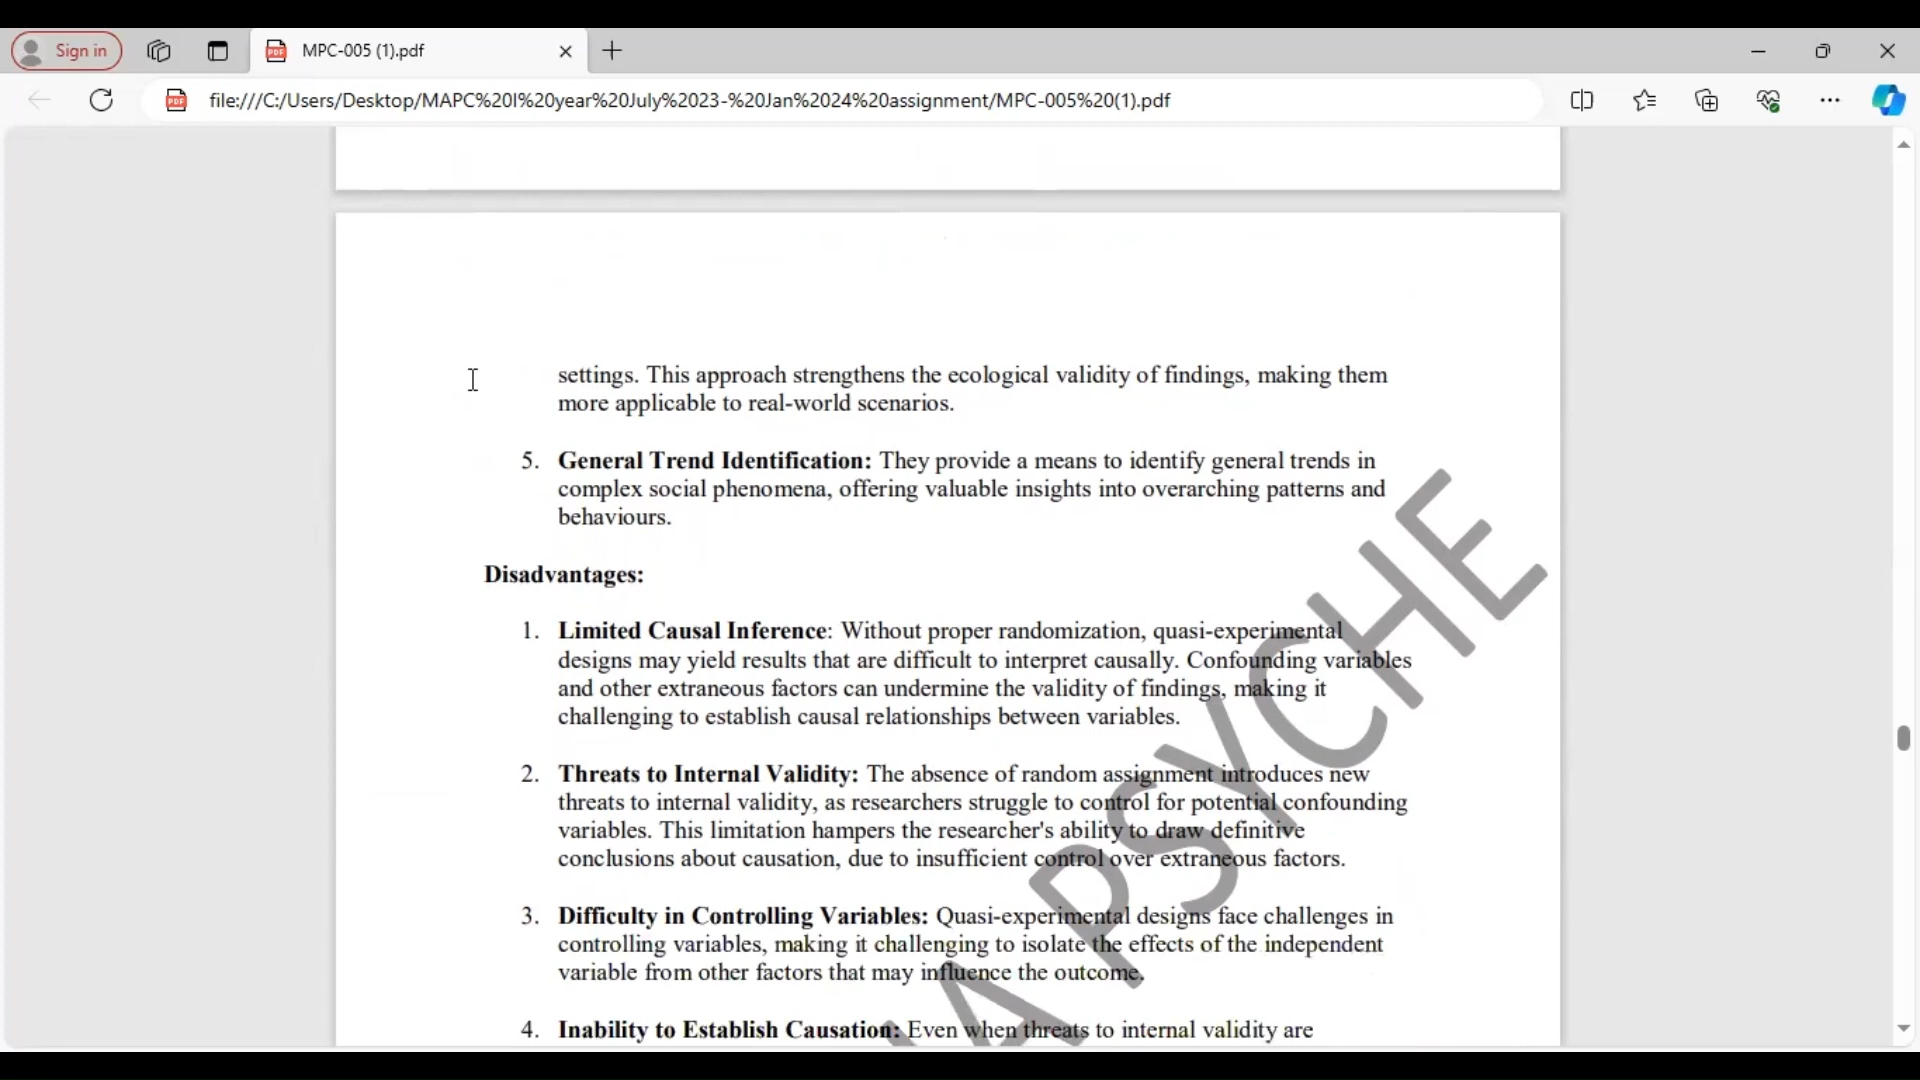 Sign in
MPC-005 (1).pdf
file:///C:/Users/Desktop/MAPC%20I%20year%20July%2023-%20Jan%2024%20assignment/MPC-005%20(1).pdf
settings. This approach strengthens the ecological validity of findings, making them
more applicable to real-world scenarios.
5. General Trend Identification: They provide a means to identify general trends in
complex social phenomena, offering valuable insights into overarching patterns and
behaviours.
Disadvantages:
1. Limited Causal Inference: Without proper randomization, quasi-experimental
designs may yield results that are difficult to interpret causally. Confounding variables
and other extraneous factors can undermine the validity of findings, making it
challenging to establish causal relationships between variables.
2. Threats to Internal Validity: The absence of random assignment introduces new
threats to internal validity, as researchers struggle to control for potential confounding
variables. This limitation hampers the researcher's ability to draw definitive
conclusions about causation, due to insufficient control over extraneous factors.
3. Difficulty in Controlling Variables: Quasi-experimental designs face challenges in
controlling variables, making it challenging to isolate the effects of the independent
variable from other factors that may influence the outcome.
4. Inability to Establish Causation: Even when threats to internal validity are
PSYCHE